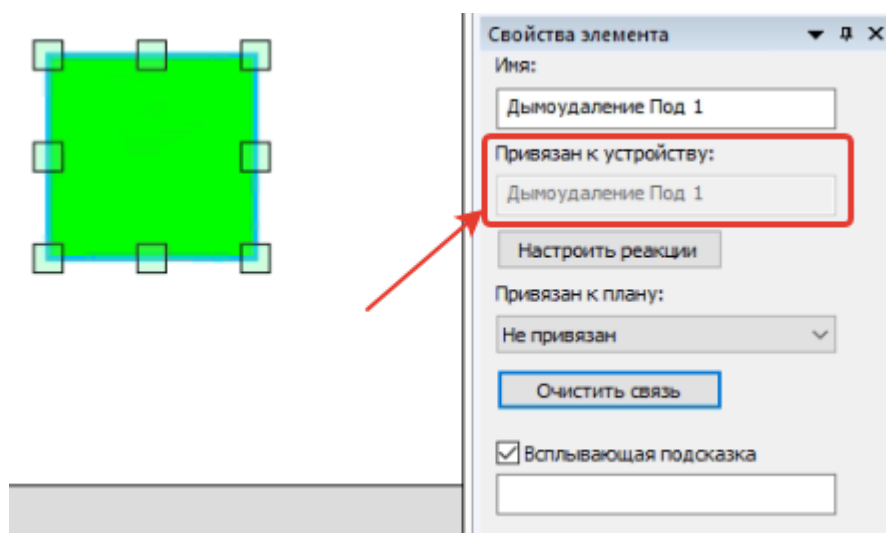 Свойства элемента
Имя:
Дымоудаление Под 1
Привязан к устройству:
Дымоудаление Под 1
Настроить реакции
Привязан к плану:
Не привязан
Очистить связь
Всплывающая подсказка